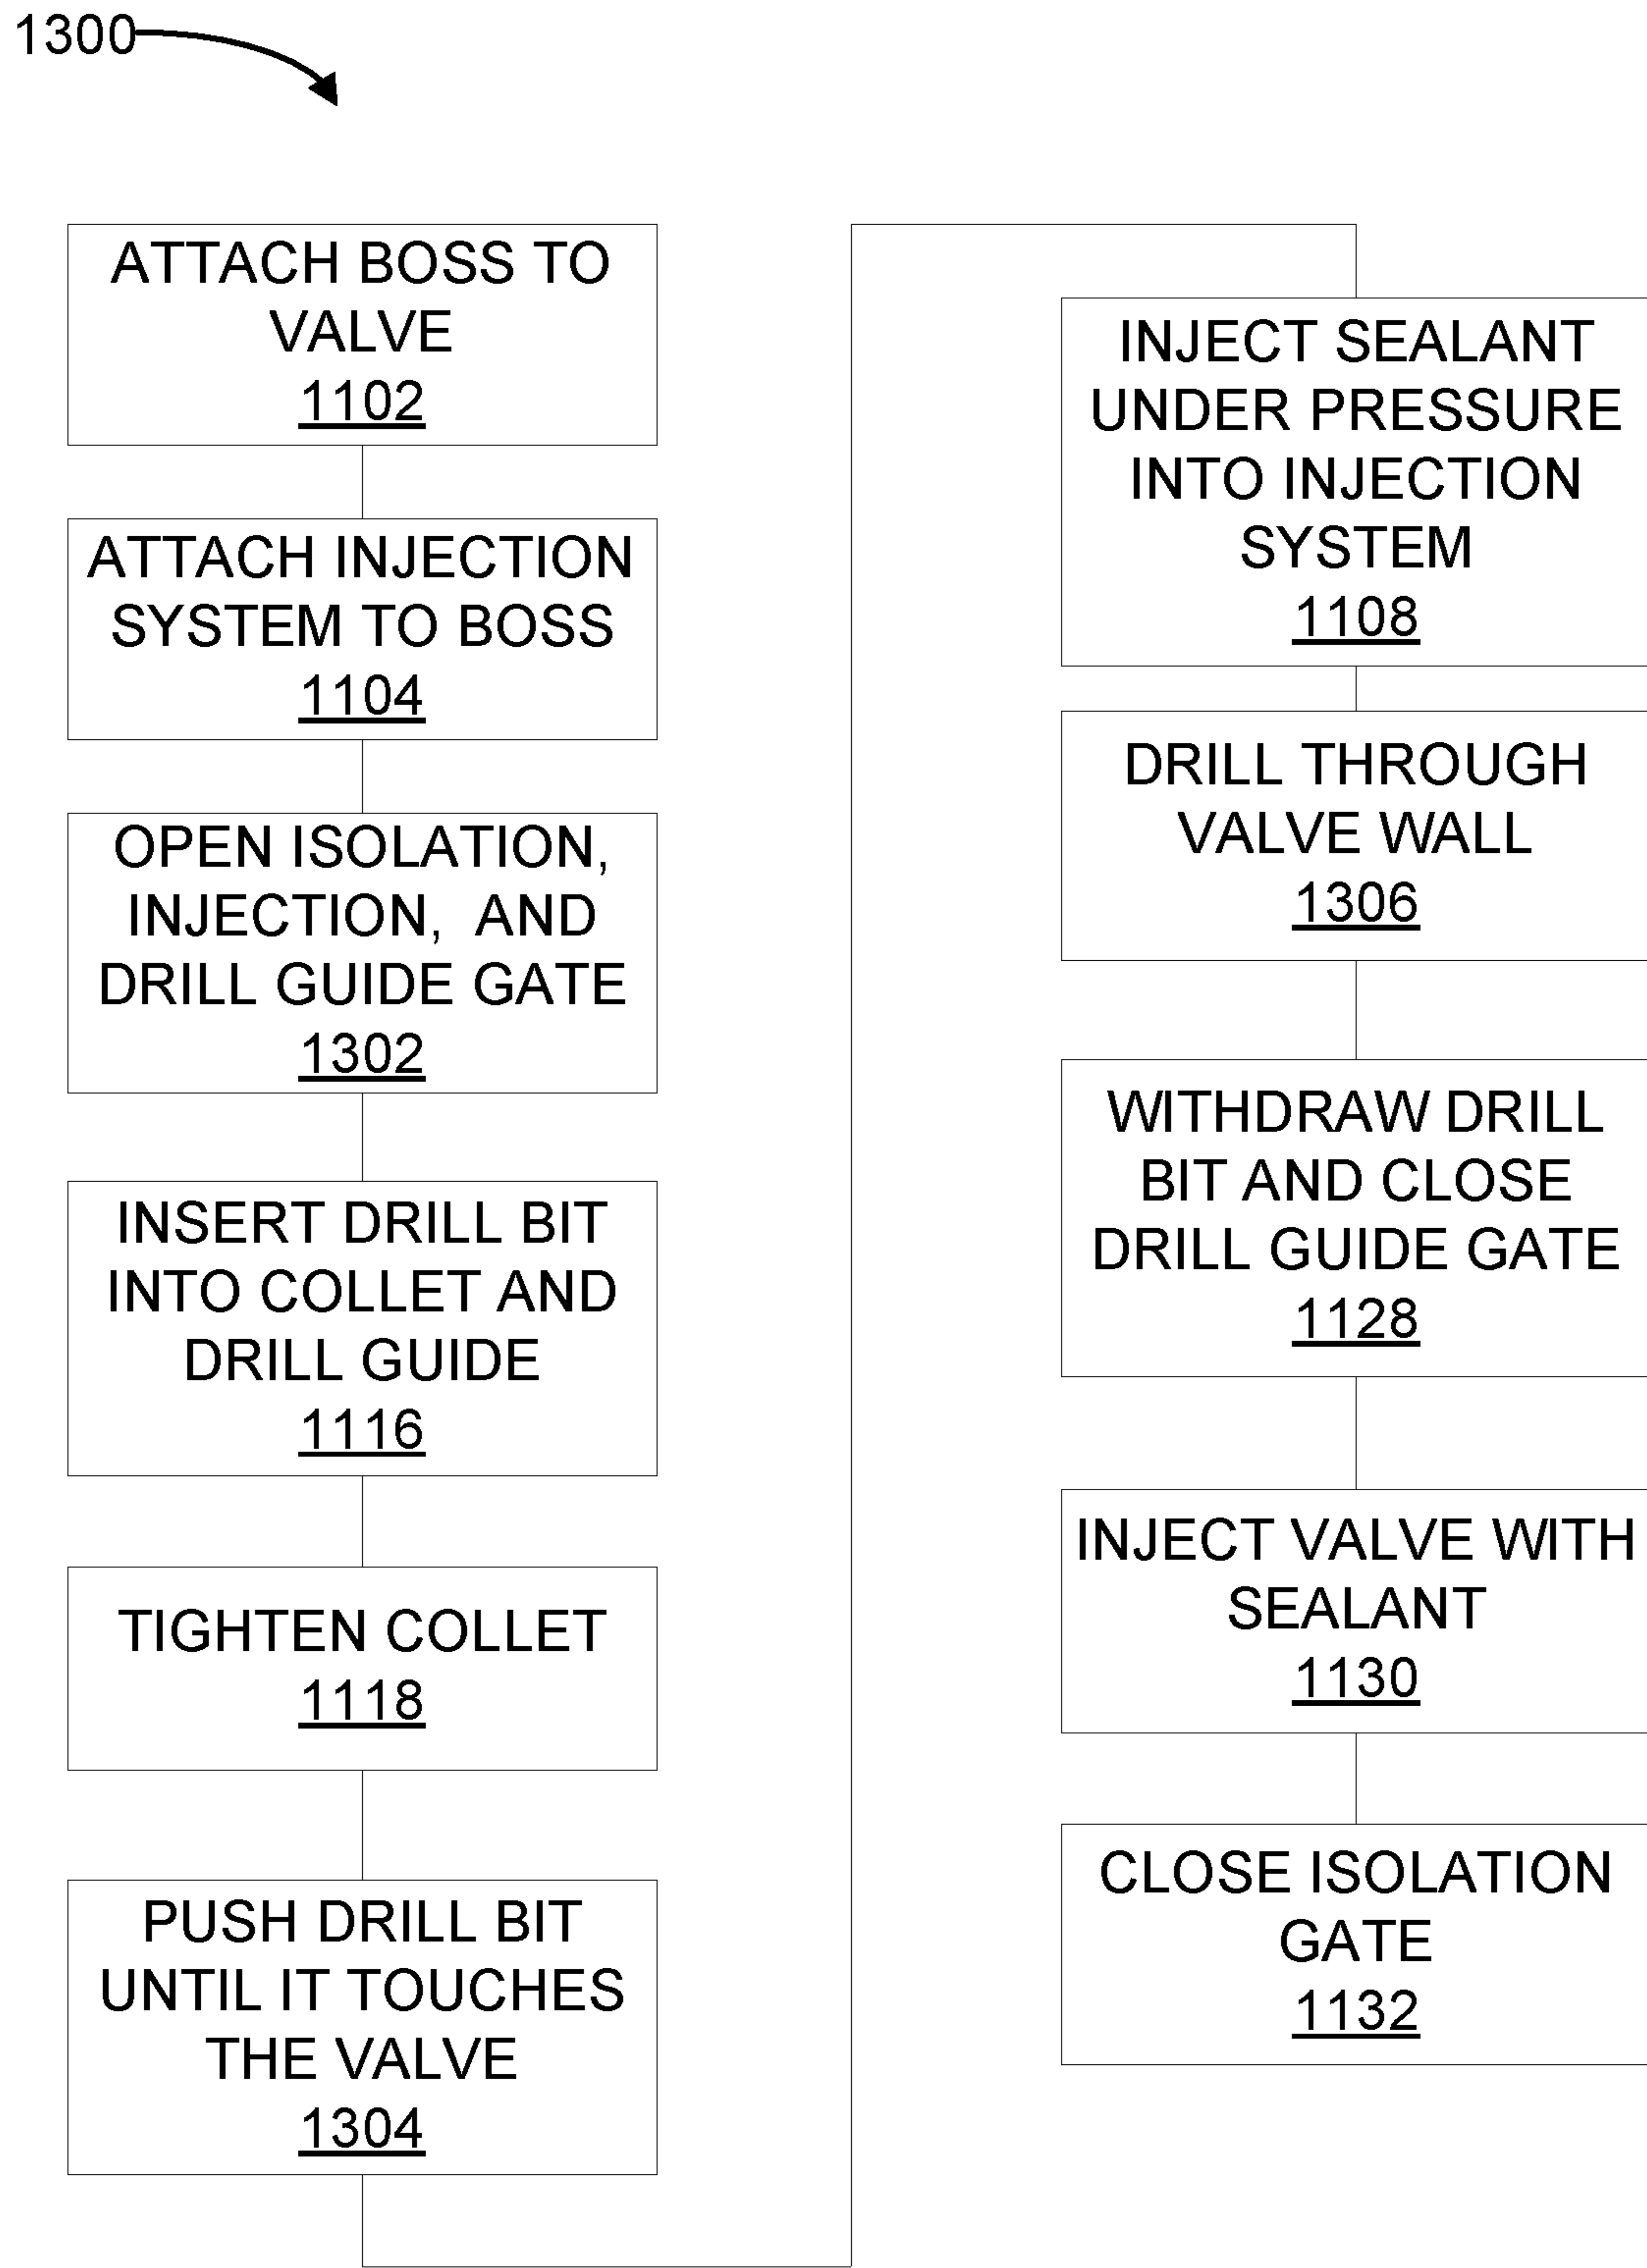 1300
ATTACH BOSS TO
VALVE
1102
ATTACH INJECTION
SYSTEM TO BOSS
1104
OPEN ISOLATION,
INJECTION, AND
DRILL GUIDE GATE
1302
INSERT DRILL BIT
INTO COLLET AND
DRILL GUIDE
1116
TIGHTEN COLLET
1118
PUSH DRILL BIT
UNTIL IT TOUCHES
THE VALVE
1304
INJECT SEALANT
UNDER PRESSURE
INTO INJECTION
SYSTEM
1108
DRILL THROUGH
VALVE WALL
1306
WITHDRAW DRILL
BIT AND CLOSE
DRILL GUIDE GATE
1128
INJECT VALVE WITH
SEALANT
1130
CLOSE ISOLATION
GATE
1132